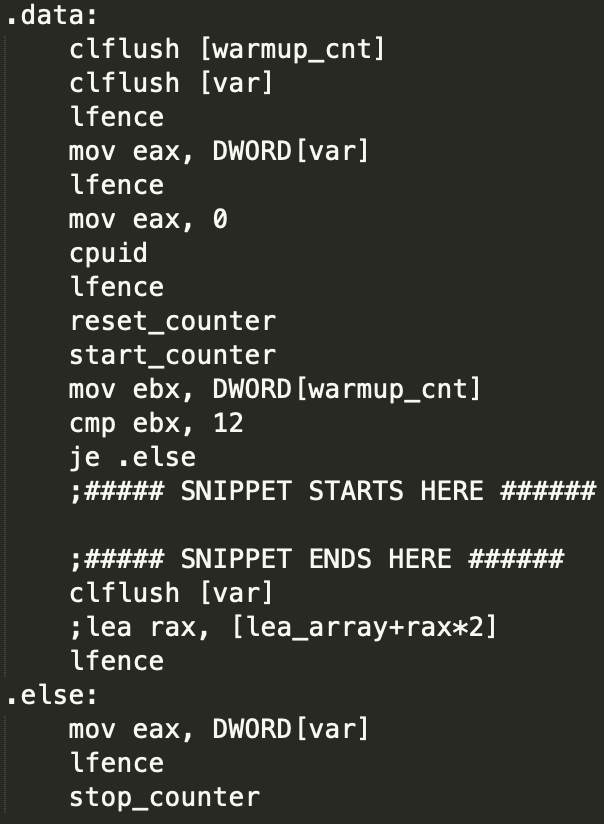 .data:
    clflush [warmup_cnt]
    clflush [var]
    lfence
    mov eax, DWORD[var]
    lfence
    mov eax, 0
    cpuid
    lfence
    reset_counter
    start_counter
    mov ebx, DWORD[warmup_cnt]
    cmp ebx, 12
    je .else
    ;##### SNIPPET STARTS HERE ######

    ;##### SNIPPET ENDS HERE ######
    clflush [var]
    ;lea rax, [lea_array+rax*2]
    lfence
.else:
    mov eax, DWORD[var]
    lfence
    stop_counter